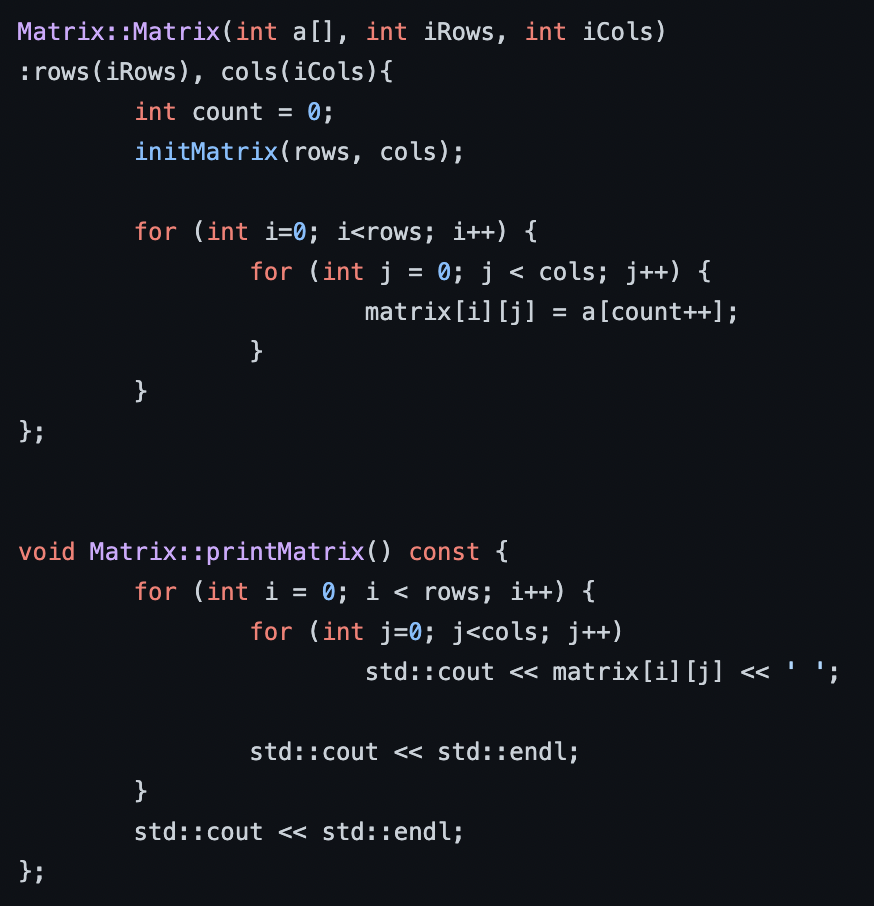 Matrix::Matrix(int a[], int iRows, int iCols)
:rows(iRows), cols(iCols){
        int count = 0;
        initMatrix(rows, cols);

        for (int i=0; i<rows; i++) {
                for (int j = 0; j < cols; j++) {
                        matrix[i][j] = a[count++];
                }
        }
};


void Matrix::printMatrix() const {
        for (int i = 0; i < rows; i++) {
                for (int j=0; j<cols; j++)
                        std::cout << matrix[i][j] << ' ';

                std::cout << std::endl;
        }
        std::cout << std::endl;
};